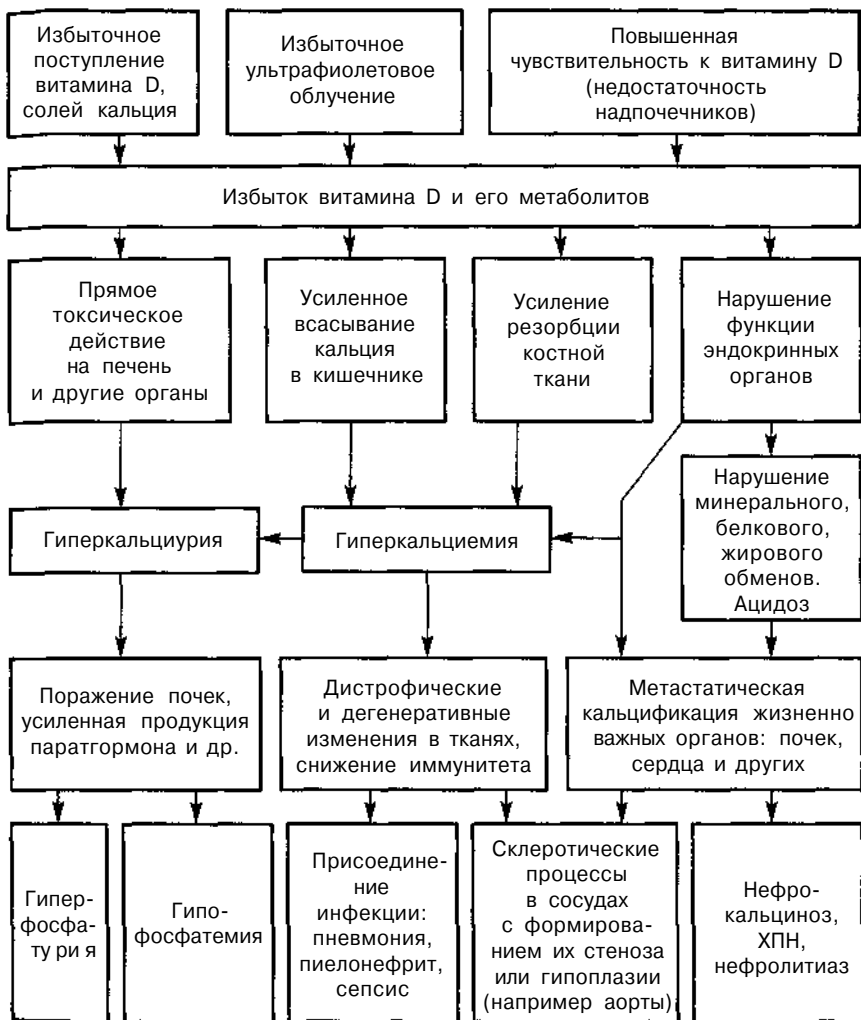 Избыточное
поступление
витамина D,
солей кальция
Избыточное
ультрафиолетовое
облучение
Повышенная
чувствительность к витамину D
(недостаточность
надпочечников)
Избыток витамина D и его метаболитов
Прямое
токсическое
действие
на печень
и другие органы
Усиленное
всасывание
кальция
в кишечнике
Усиление
резорбции
костной
ткани
Нарушение
функции
эндокринных
органов
Нарушение
минерального,
белкового,
жирового
обменов.
Ацидоз
Гиперкальциурия
Гиперкальциемия
Поражение почек,
усиленная продукция
паратгормона и др.
Дистрофические
и дегенеративные
изменения в тканях,
снижение иммунитета
Метастатическая
кальцификация жизненно
важных органов: почек,
сердца и других
Гипер-
фосфа-
ту ри я
Гипо-
фосфатемия
Присоедине-
ние
инфекции:
пневмония,
пиелонефрит,
сепсис
Склеротические
процессы
в сосудах
с формирова-
нием их стеноза
или гипоплазии
(например аорты)
Нефро-
кальциноз,
ХПН,
нефролитиаз